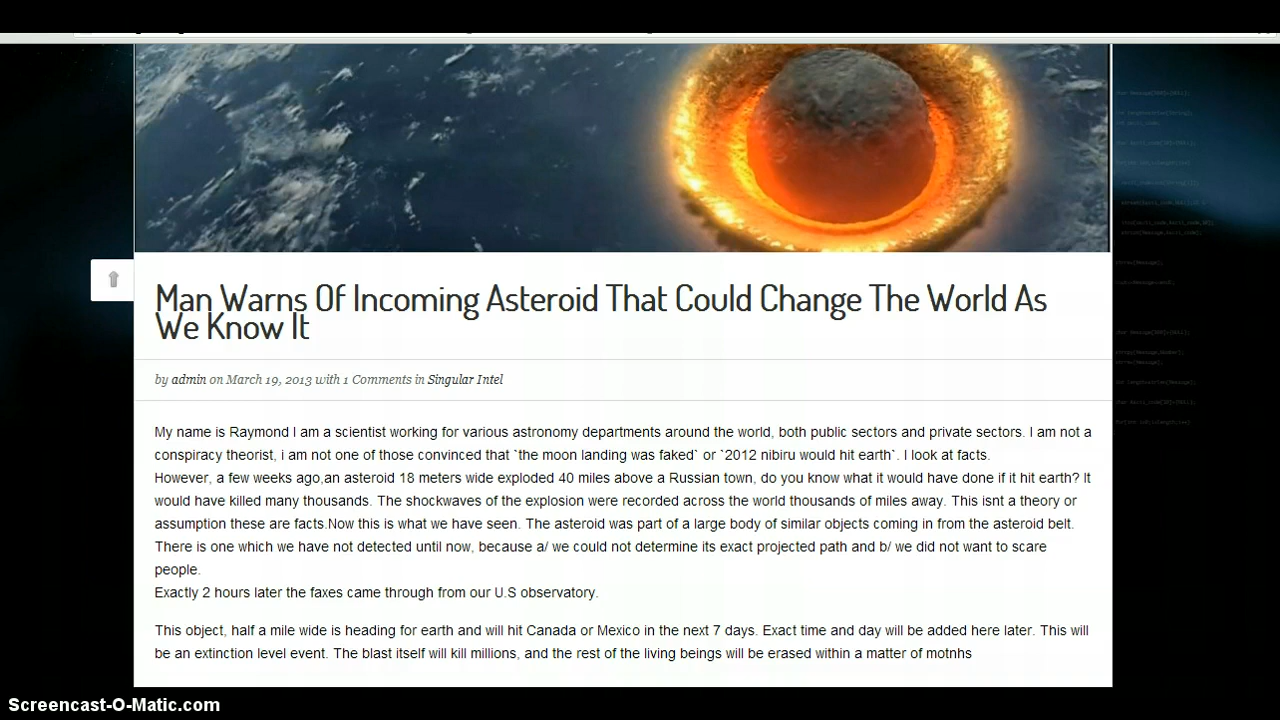 Man Warns Of Incoming Asteroid That Could Change The World As
We Know It
by admin on March 19, 2013 with 1 Comments in Singular Intel
My name is Raymond I am a scientist working for various astronomy departments around the world, both public sectors and private sectors. I am not a
conspiracy theorist, i am not one of those convinced that `the moon landing was faked` or `2012 nibiru would hit earth`. I look at facts.
However, a few weeks ago,an asteroid 18 meters wide exploded 40 miles above a Russian town, do you know what it would have done if it hit earth? It
would have killed many thousands. The shockwaves of the explosion were recorded across the world thousands of miles away. This isnt a theory or
assumption these are facts.Now this is what we have seen. The asteroid was part of a large body of similar objects coming in from the asteroid belt.
There is one which we have not detected until now, because a/ we could not determine its exact projected path and b/ we did not want to scare
people.
Exactly 2 hours later the faxes came through from our U.S observatory.
This object, half a mile wide is heading for earth and will hit Canada or Mexico in the next 7 days. Exact time and day will be added here later. This will
be an extinction level event. The blast itself will kill millions, and the rest of the living beings will be erased within a matter of motnhs
Screencast-O-Matic.com